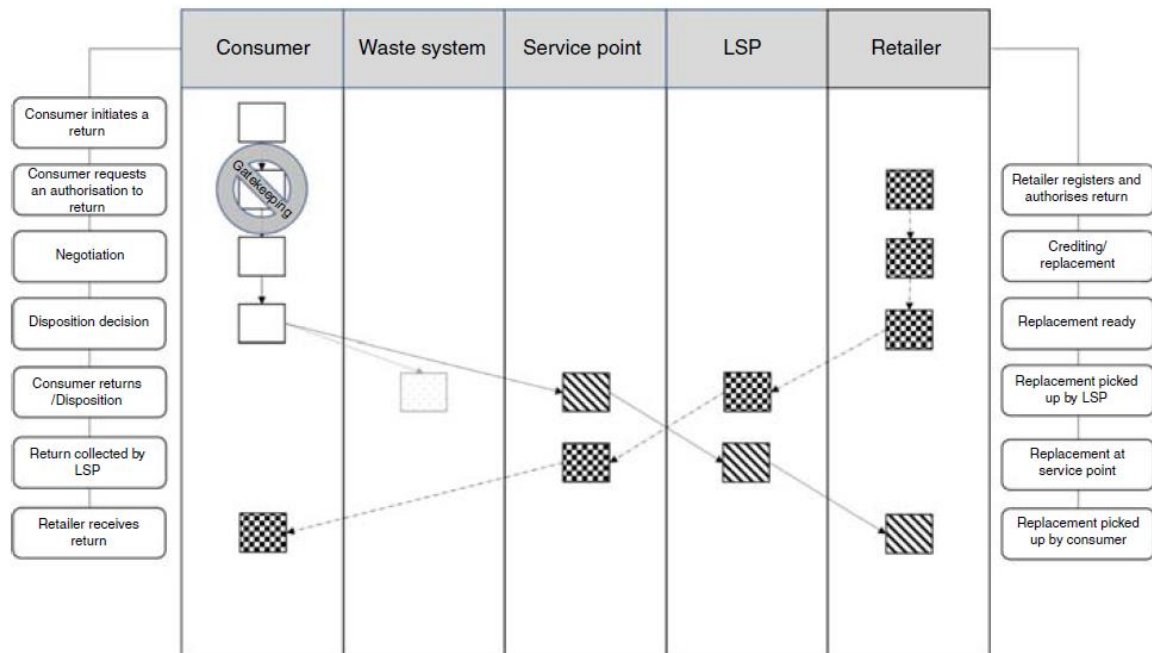 Consumer
Waste system
Service point
LSP
Retailer
Consumer initiates a
return
Consumer requests
an authorisation to
return
Negotiation
Disposition decision
Consumer returns
/Disposition
Return collected by
LSP
Retailer receives
return
Gatekeeping
Retailer registers and
authorises return
Crediting/
replacement
Replacement ready
Replacement picked
up by LSP
Replacement at
service point
Replacement picked
up by consumer